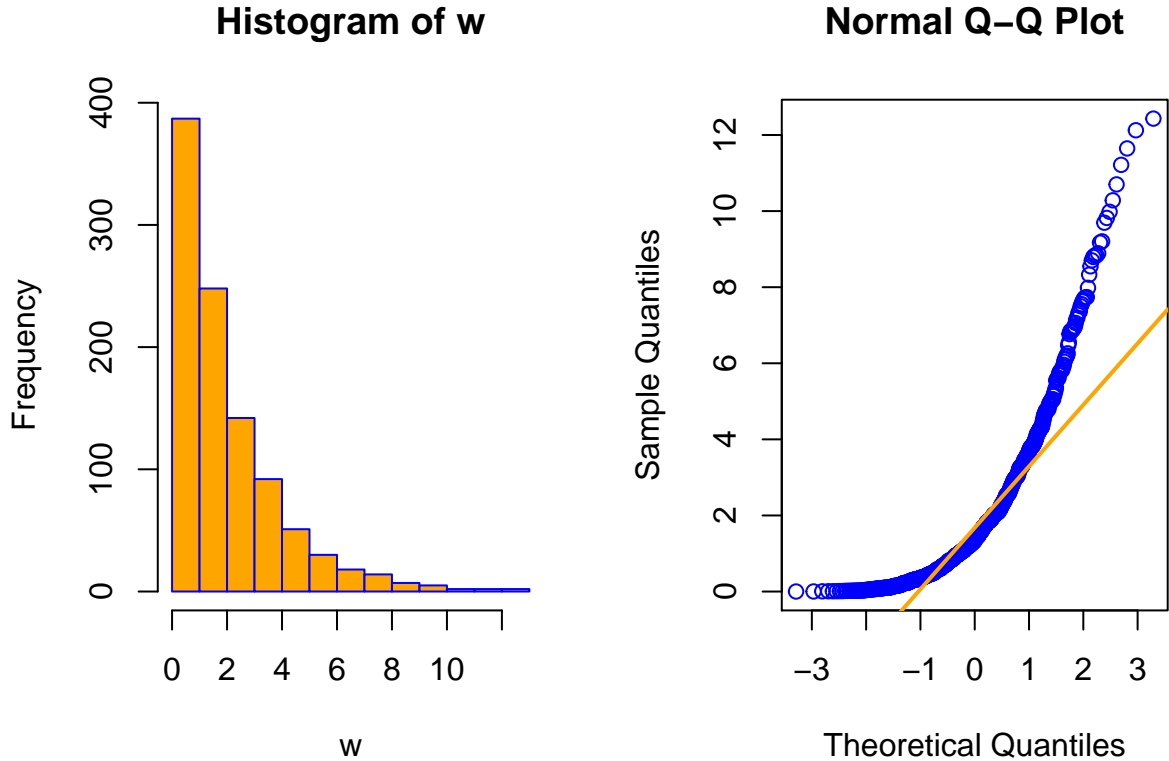 Histogram of w
Frequency
400
300
200
100
0
0 2 4 6 8 10
w
Normal Q−Q Plot
Sample Quantiles
12
10
8
6
4
2
0
−3 −1 0 1 2 3
Theoretical Quantiles